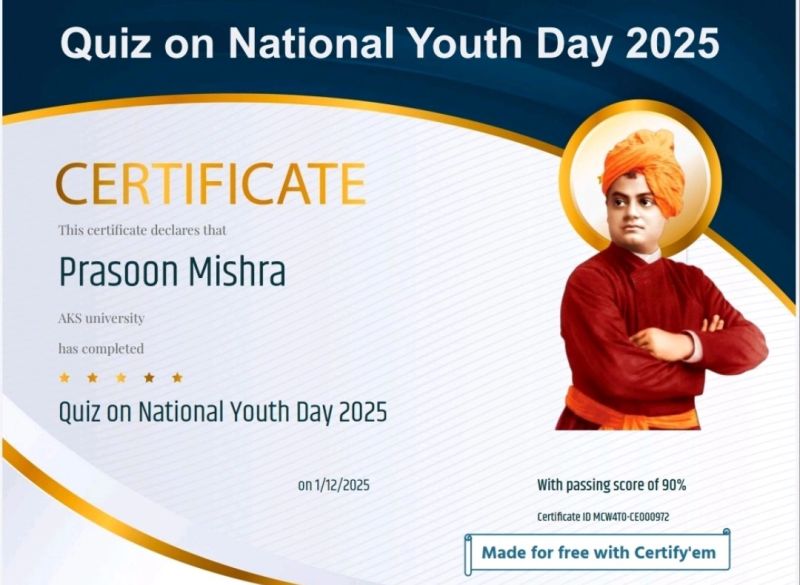 Quiz on National Youth Day 2025
CERTIFICATE
This certificate declares that
Prasoon Mishra
AKS university
has completed
Quiz on National Youth Day 2025
on 1/12/2025
With passing score of 90%
Certificate ID MCW4T0-CE000972
Made for free with Certify'em